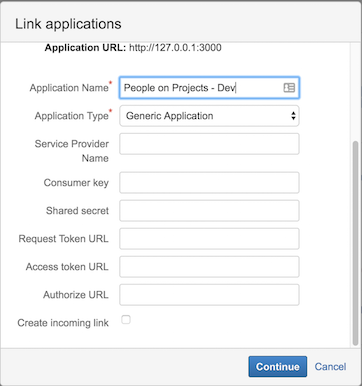 Link applications
Application URL: http://127.0.0.1:3000
Application Name* People on Projects - Dev
Application Type* Generic Application
Service Provider
Name
Consumer key
Shared secret
Request Token URL
Access token URL
Authorize URL
Create incoming link
Continue Cancel